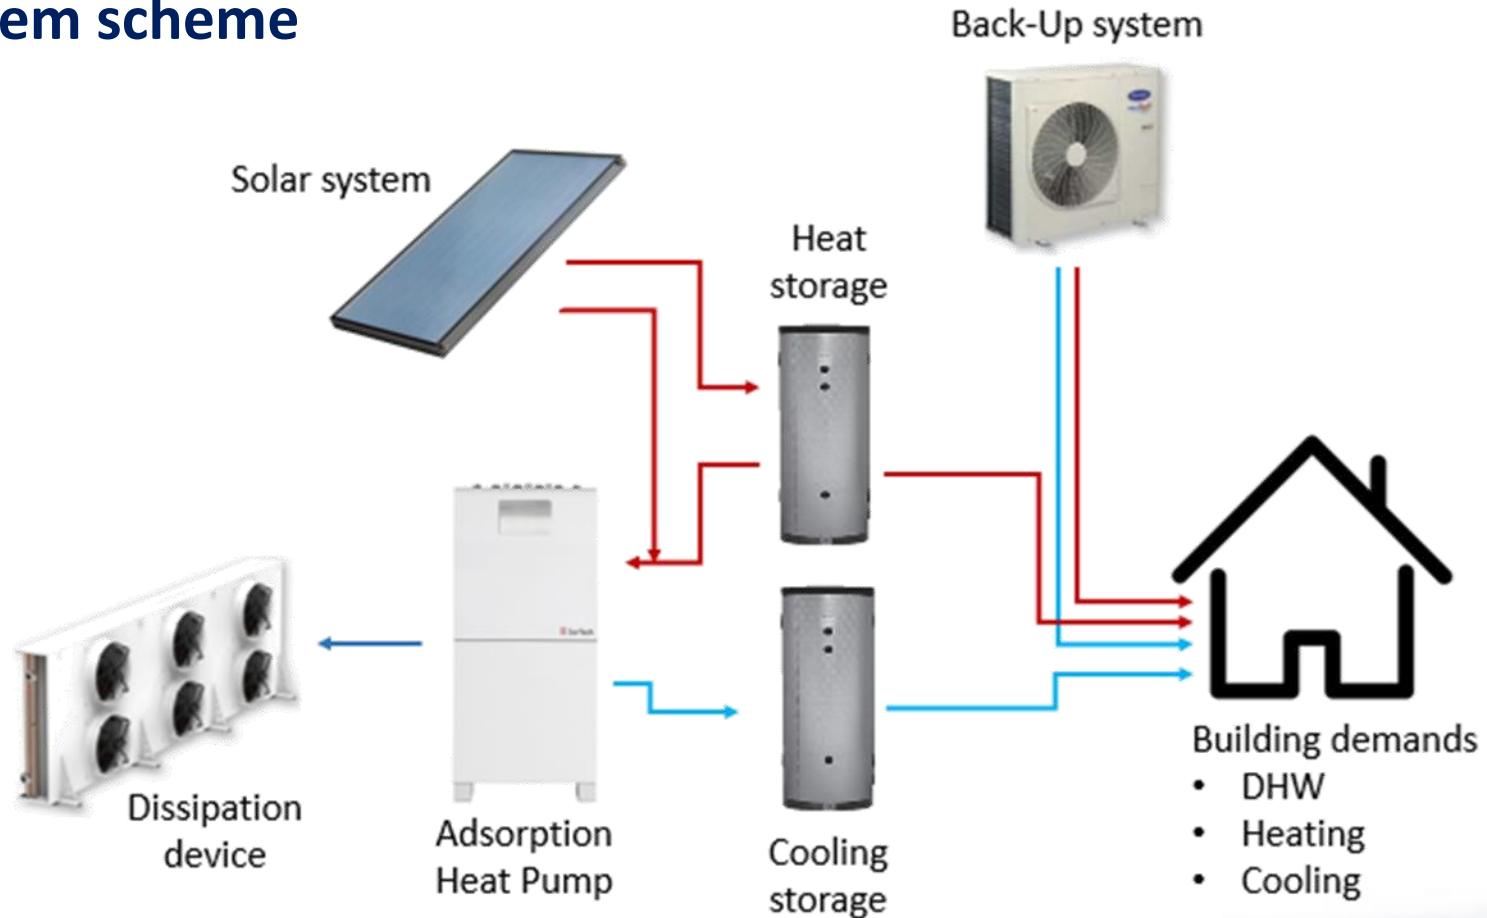 em scheme
Back-Up system
Solar system
Heat
storage
Dissipation
device
Adsorption
Heat Pump
Cooling
storage
Building demands
• DHW
• Heating
• Cooling